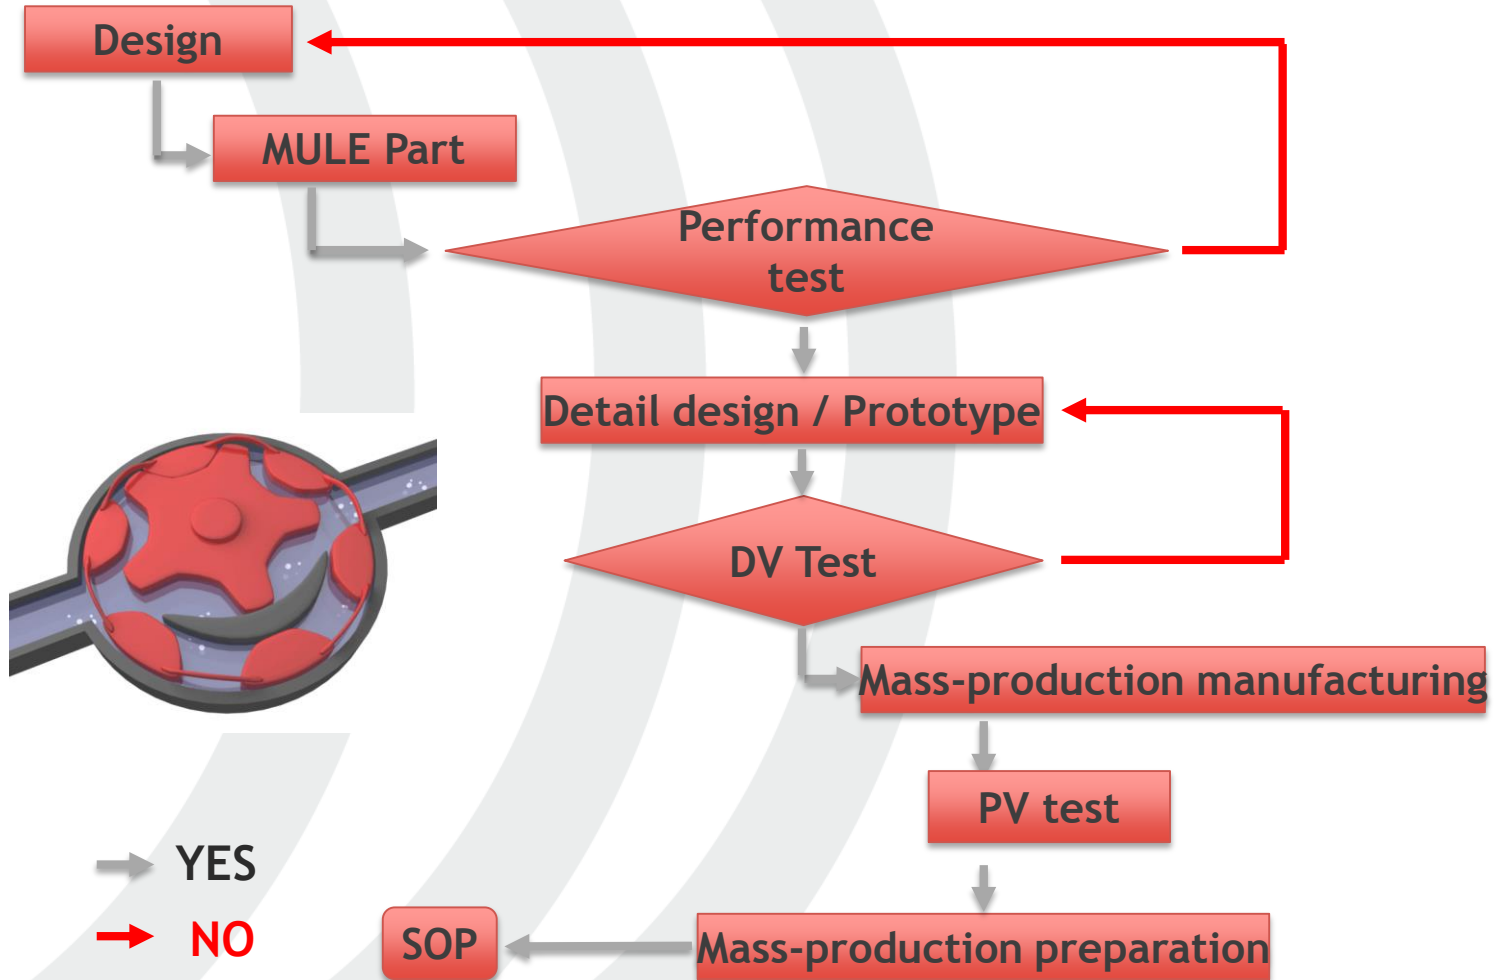 Design
MULE Part
Performance
test
Detail design / Prototype
DV Test
Mass-production manufacturing
PV test
YES
NO
SOP
Mass-production preparation